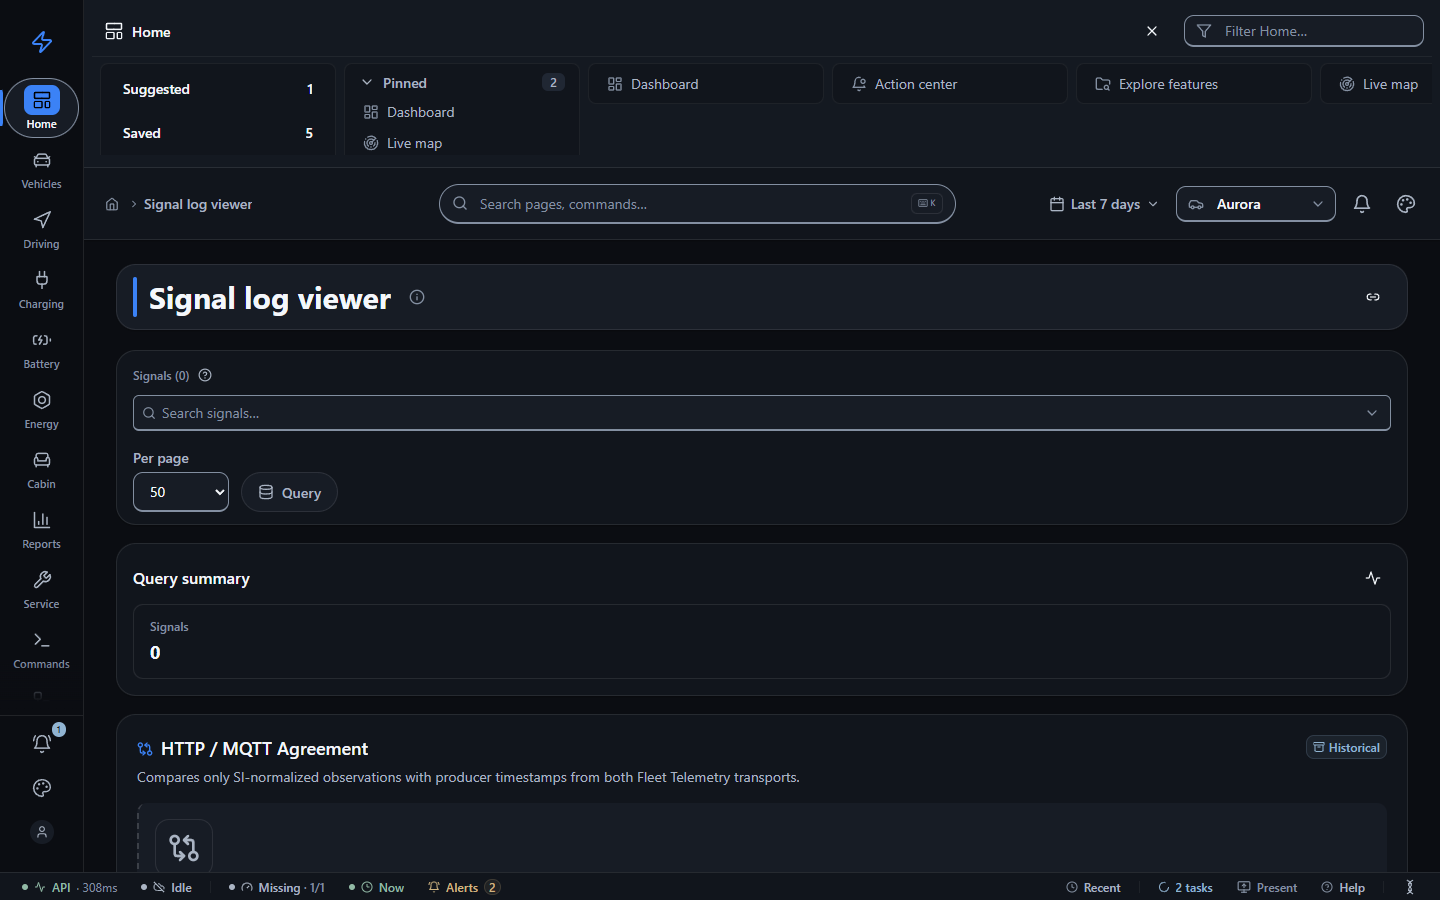 Home
Filter Home...
Suggested 1
Saved 5
Pinned 2
Dashboard
Live map
Dashboard
Action center
Explore features
Live map
Home
Vehicles
Driving
Charging
Battery
Energy
Cabin
Reports
Service
Commands
1
Signal log viewer
Search pages, commands...
K
Last 7 days
Aurora
Signal log viewer
Signals (0)
Search signals...
Per page
50
Query
Query summary
Signals
0
HTTP / MQTT Agreement
Historical
Compares only SI-normalized observations with producer timestamps from both Fleet Telemetry transports.
API · 308ms
Idle
Missing · 1/1
Now
Alerts 2
Recent
2 tasks
Present
Help